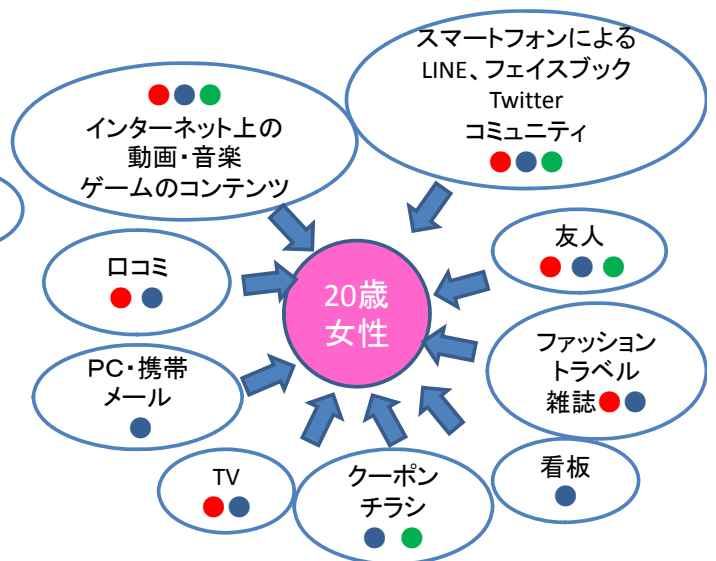 スマートフォンによる
LINE、フェイスブック
Twitter
コミュニティ
インターネット上の
動画・音楽
ゲームのコンテンツ
友人
口コミ
20歳
女性
ファッション
トラベル
雑誌
PC・携帯
メール
看板
TV
クーポン
チラシ